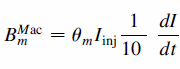 B_m^{Mac} = θ_m I_{inj} \frac{1}{10} \frac{dI}{dt}